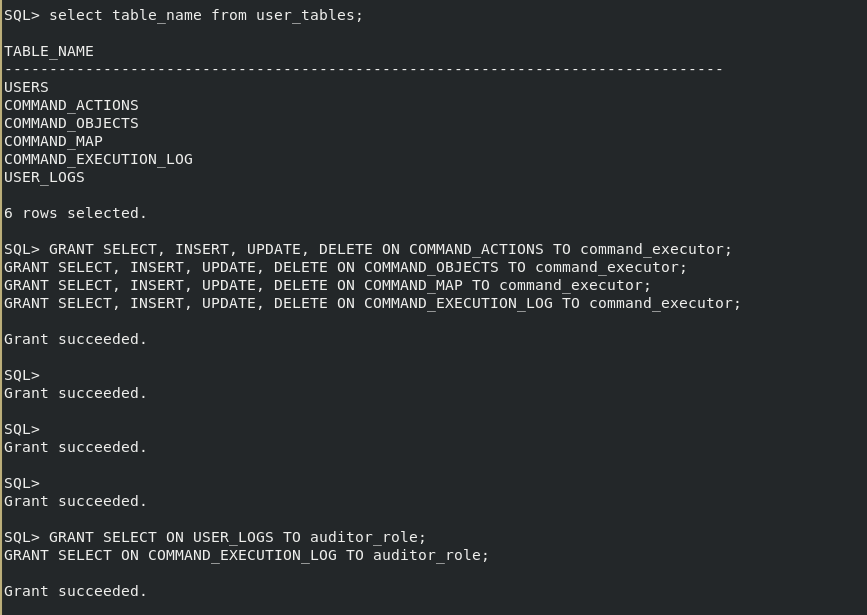 SQL> select table_name from user_tables;
TABLE_NAME
--------------------------------------------------------------------------------
USERS
COMMAND_ACTIONS
COMMAND_OBJECTS
COMMAND_MAP
COMMAND_EXECUTION_LOG
USER_LOGS
6 rows selected.
SQL> GRANT SELECT, INSERT, UPDATE, DELETE ON COMMAND_ACTIONS TO command_executor;
GRANT SELECT, INSERT, UPDATE, DELETE ON COMMAND_OBJECTS TO command_executor;
GRANT SELECT, INSERT, UPDATE, DELETE ON COMMAND_MAP TO command_executor;
GRANT SELECT, INSERT, UPDATE, DELETE ON COMMAND_EXECUTION_LOG TO command_executor;
Grant succeeded.
SQL>
Grant succeeded.
SQL>
Grant succeeded.
SQL>
Grant succeeded.
SQL> GRANT SELECT ON USER_LOGS TO auditor_role;
GRANT SELECT ON COMMAND_EXECUTION_LOG TO auditor_role;
Grant succeeded.